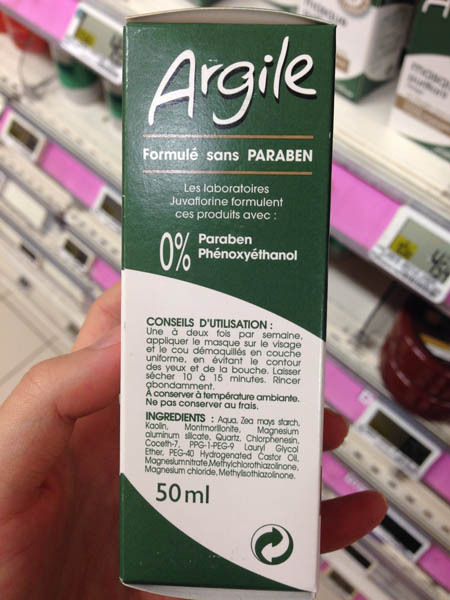 Argile
Formulé sans PARABEN
Les laboratoires
Juvaflorine formulent
ces produits avec :
0% Paraben
Phénoxyéthanol
CONSEILS D'UTILISATION :
Une à deux fois par semaine,
appliquer le masque sur le visage
et le cou démaquillés en couche
uniforme, en évitant le contour
des yeux et de la bouche. Laisser
sécher 10 à 15 minutes. Rincer
abondamment.
À conserver à température ambiante.
Ne pas conserver au frais.
INGREDIENTS : Aqua, Zea mays starch,
Kaolin, Montmorillonite, Magnesium
aluminum silicate, Quartz, Chlorphenesin,
Coceth-7, PPG-1-PEG-9 Lauryl Glycol
Ether, PEG-40 Hydrogenated Castor Oil,
Magnesiumnitrate, Methylchlorothiazolinone,
Magnesium chloride, Methylisothiazolinone.
50ml